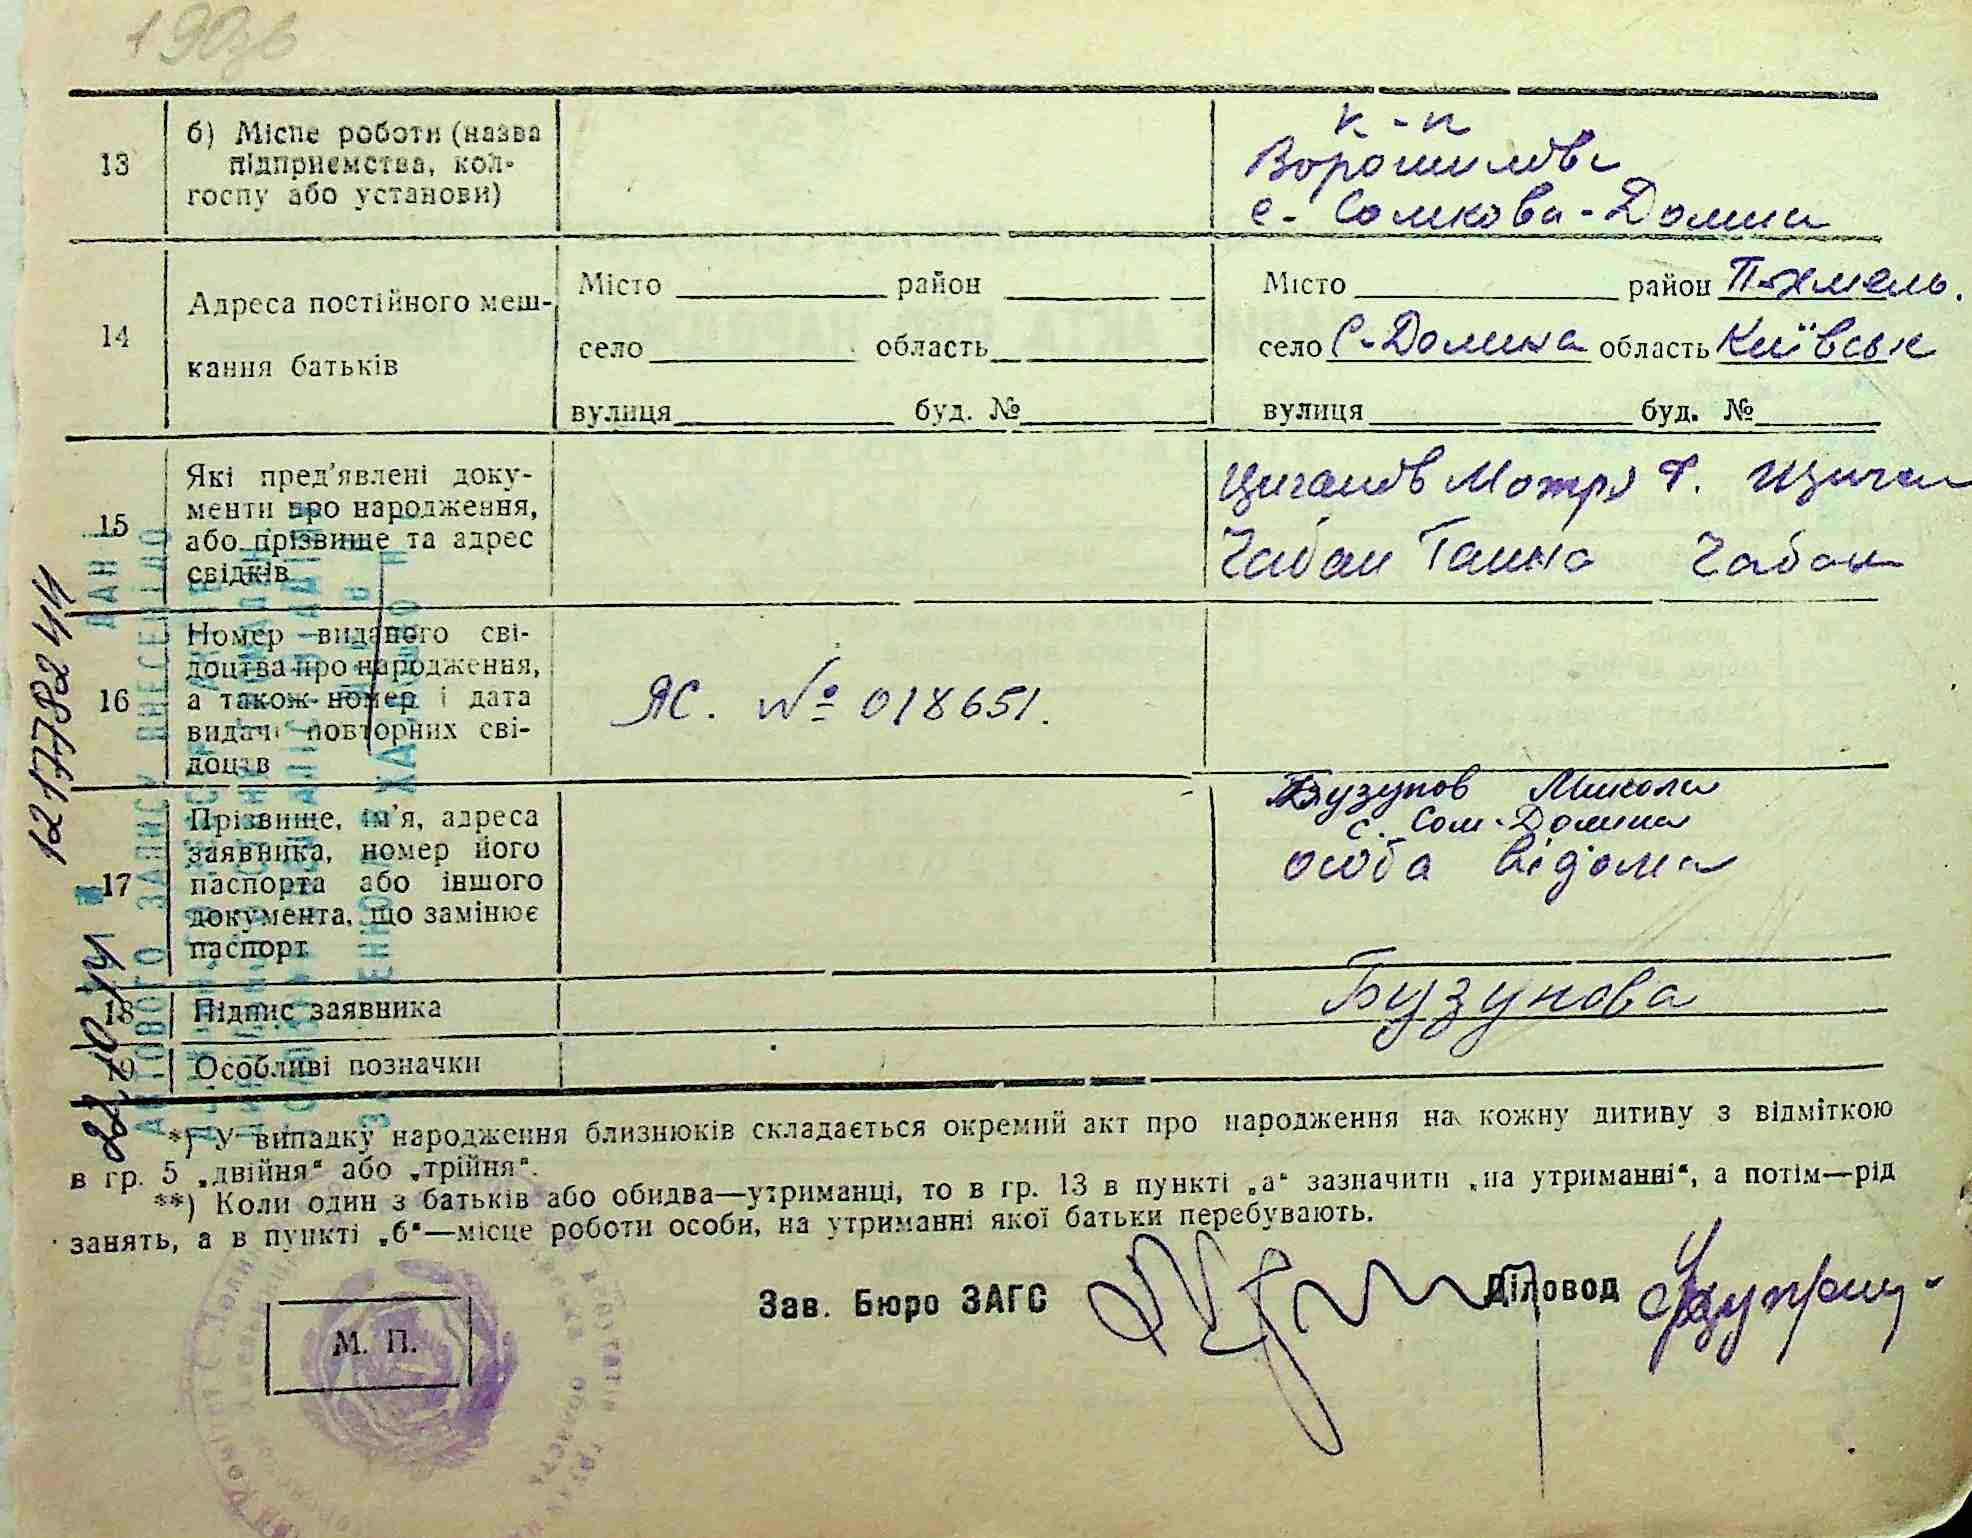 190зв
13
б) Місце роботи (назва
підприємства, кол-
госпу або установи)
к-п
Ворошилова
с. Сомкова-Долина
14
Адреса постійного меш-
кання батьків
Місто район
село область
вулиця буд. №
Місто район П-Хмель.
село С-Долина область Київськ
вулиця буд. №
15
Які пред'явлені доку-
менти про народження,
або прізвище та адрес
свідків
Мотря
Чабан Ганна Чабан
16
Номер виданого сві-
доцтва про народження,
а також номер і дата
видачі повторних сві-
доцтв
ЯС. № 018651.
17
Прізвище, ім'я, адреса
заявника, номер його
паспорта або іншого
документа, що замінює
паспорт
Бузунов Микола
с. Сом-Долина
особа відома
18
Підпис заявника
Бузунова
19
Особливі позначки
*) У випадку народження близнюків складається окремий акт про народження на кожну дитину з відміткою
в гр. 5 „двійня" або „трійня".
**) Коли один з батьків або обидва—утриманці, то в гр. 13 в пункті „а" зазначити „на утриманні", а потім—рід
занять, а в пункті „б"—місце роботи особи, на утриманні якої батьки перебувають.
Зав. Бюро ЗАГС
Діловод
М. П.
ДАНІ
АКТОВОГО ЗАПИСУ ВНЕСЕНО ДО